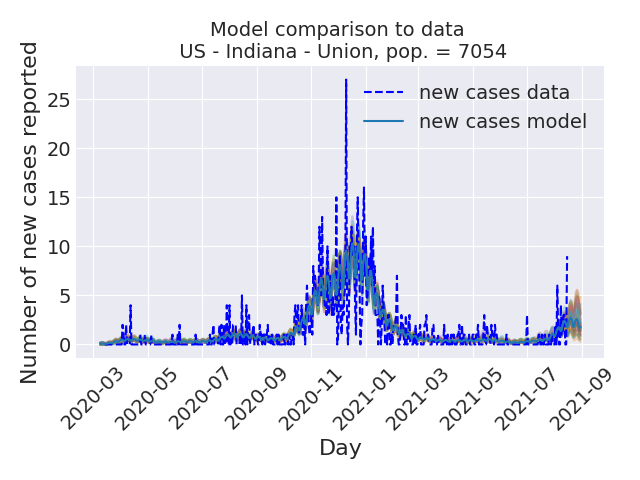 Model comparison to data
US - Indiana - Union, pop. = 7054
Number of new cases reported
25
20
15
10
5
0
new cases data
new cases model
2020-03
2020-05
2020-07
2020-09
2020-11
2021-01
2021-03
2021-05
2021-07
2021-09
Day